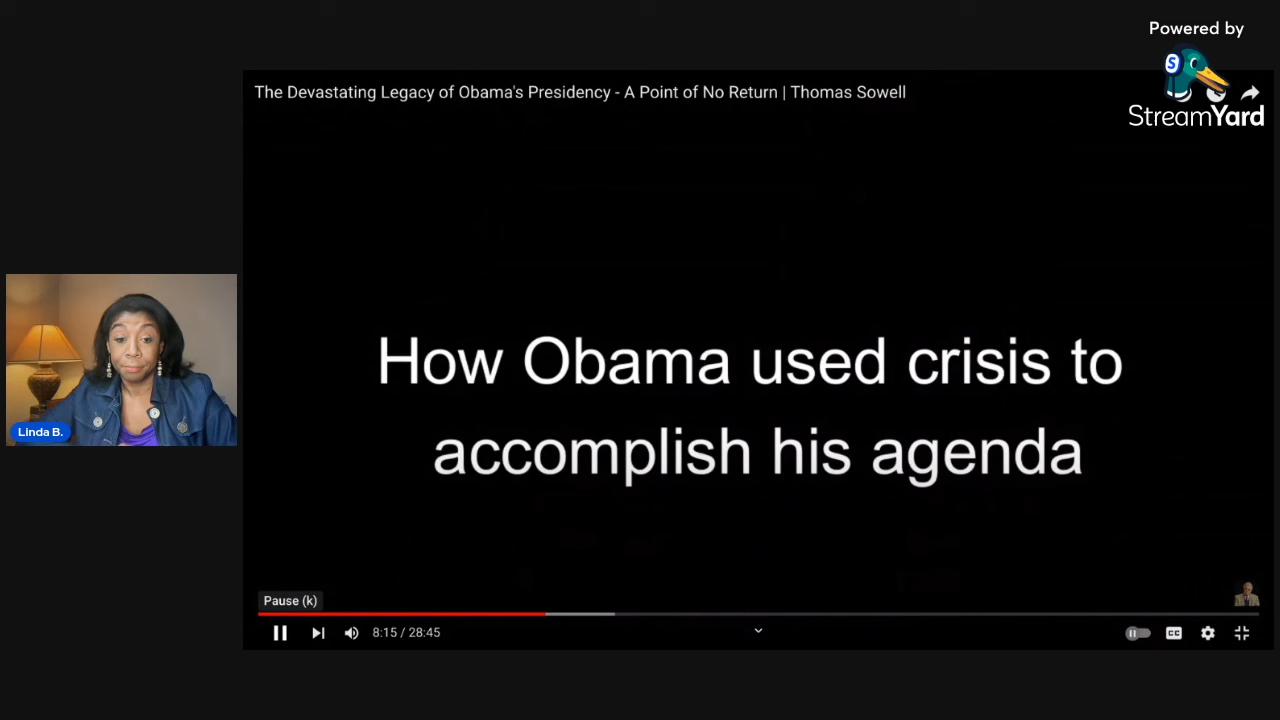 Powered by
StreamYard
The Devastating Legacy of Obama's Presidency - A Point of No Return | Thomas Sowell
How Obama used crisis to
accomplish his agenda
Linda B.
Pause (k)
8:15 / 28:45
CC